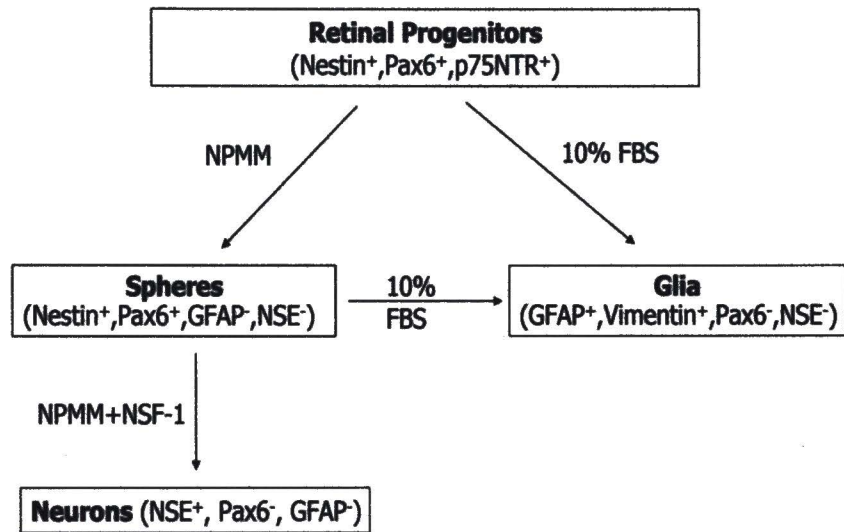 Retinal Progenitors
(Nestin⁺,Pax6⁺,p75NTR⁺)
NPMM
10% FBS
Spheres
(Nestin⁺,Pax6⁺,GFAP⁻,NSE⁻)
10%
FBS
Glia
(GFAP⁺,Vimentin⁺,Pax6⁻,NSE⁻)
NPMM+NSF-1
Neurons (NSE⁺, Pax6⁻, GFAP⁻)